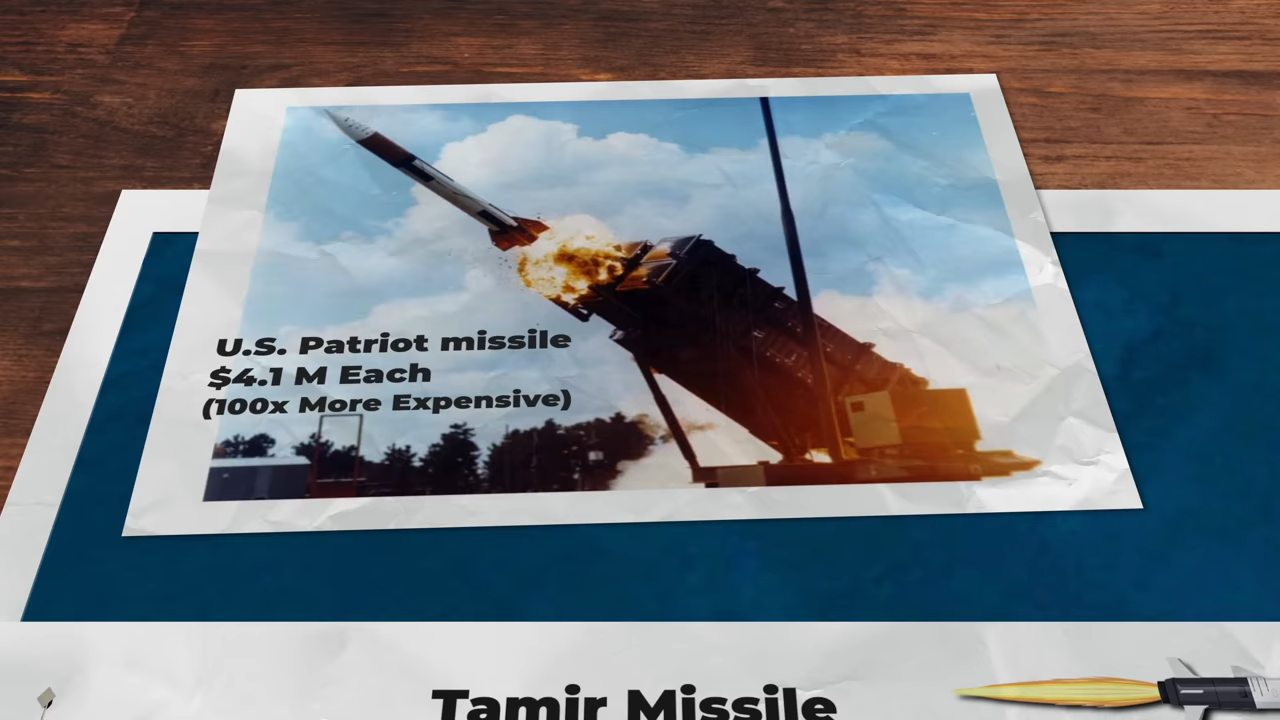 U.S. Patriot missile
$4.1 M Each
(100x More Expensive)
Tamir Missile